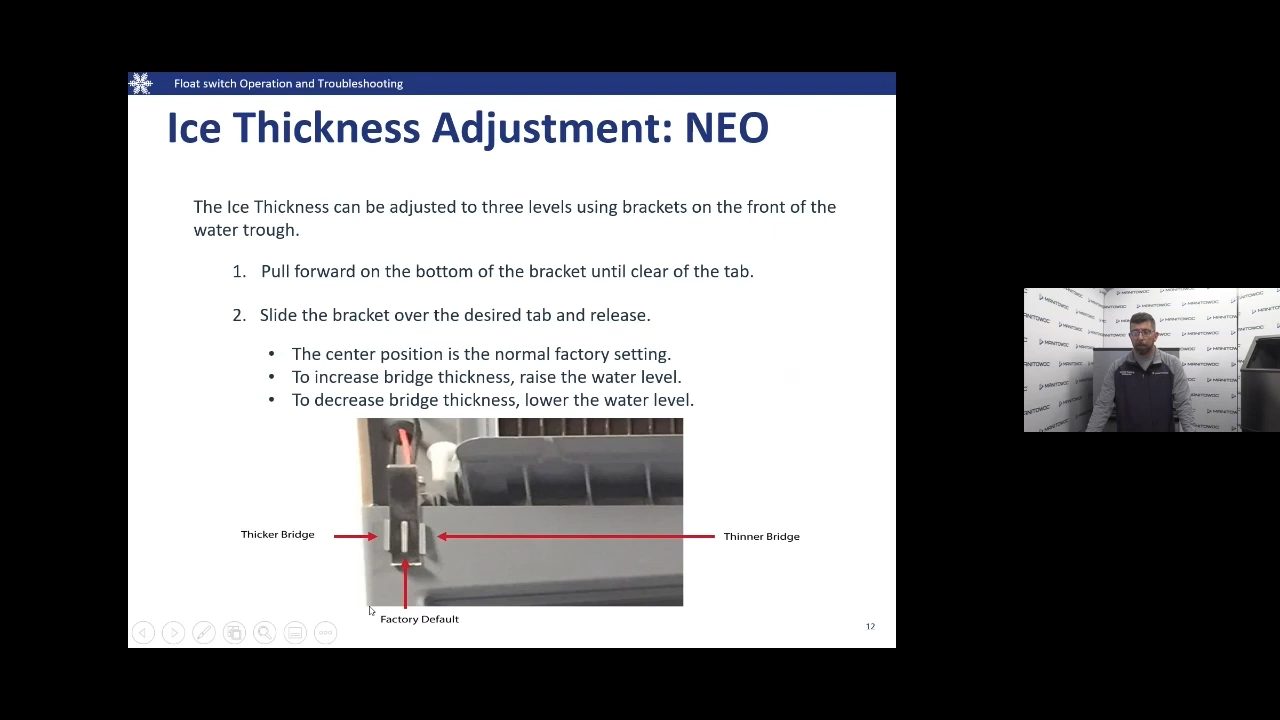 Float switch Operation and Troubleshooting
Ice Thickness Adjustment: NEO
The Ice Thickness can be adjusted to three levels using brackets on the front of the
water trough.
1. Pull forward on the bottom of the bracket until clear of the tab.
2. Slide the bracket over the desired tab and release.
• The center position is the normal factory setting.
• To increase bridge thickness, raise the water level.
• To decrease bridge thickness, lower the water level.
Thicker Bridge
Thinner Bridge
Factory Default
12
MANITOWOC